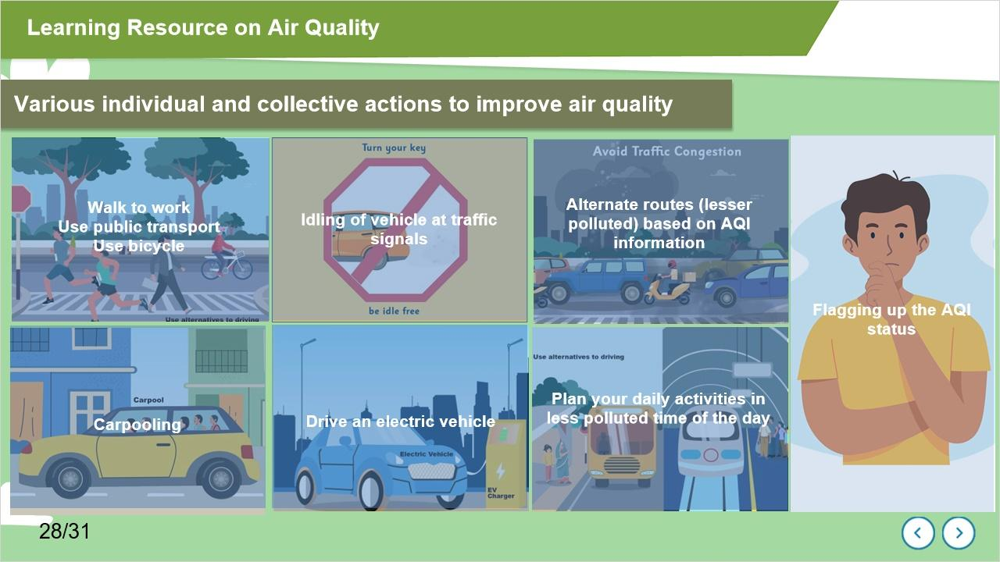 Learning Resource on Air Quality
Various individual and collective actions to improve air quality
Walk to work
Use public transport
Use bicycle
Use alternatives to driving
Turn your key
Idling of vehicle at traffic
signals
be idle free
Avoid Traffic Congestion
Alternate routes (lesser
polluted) based on AQI
information
Flagging up the AQI
status
Carpool
Carpooling
Drive an electric vehicle
Electric Vehicle
EV
Charger
Use alternatives to driving
Plan your daily activities in
less polluted time of the day
28/31